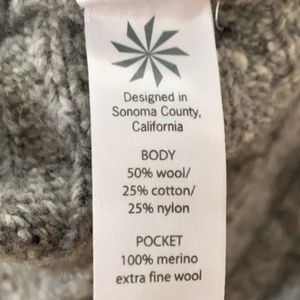 Designed in
Sonoma County,
California
BODY
50% wool/
25% cotton/
25% nylon
POCKET
100% merino
extra fine wool